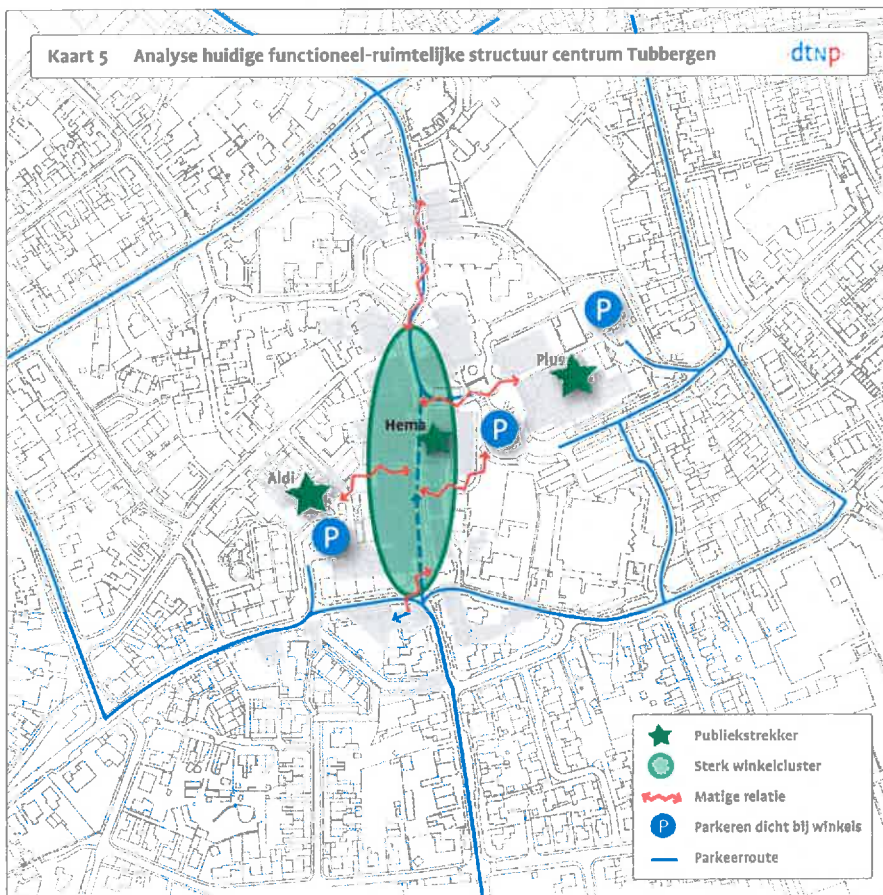 Kaart 5 Analyse huidige functioneel-ruimtelijke structuur centrum Tubbergen
dtNp
P
Plus
Hema
P
Aldi
P
Publiekstrekker
Sterk winkelcluster
Matige relatie
P Parkeren dicht bij winkels
Parkeerroute